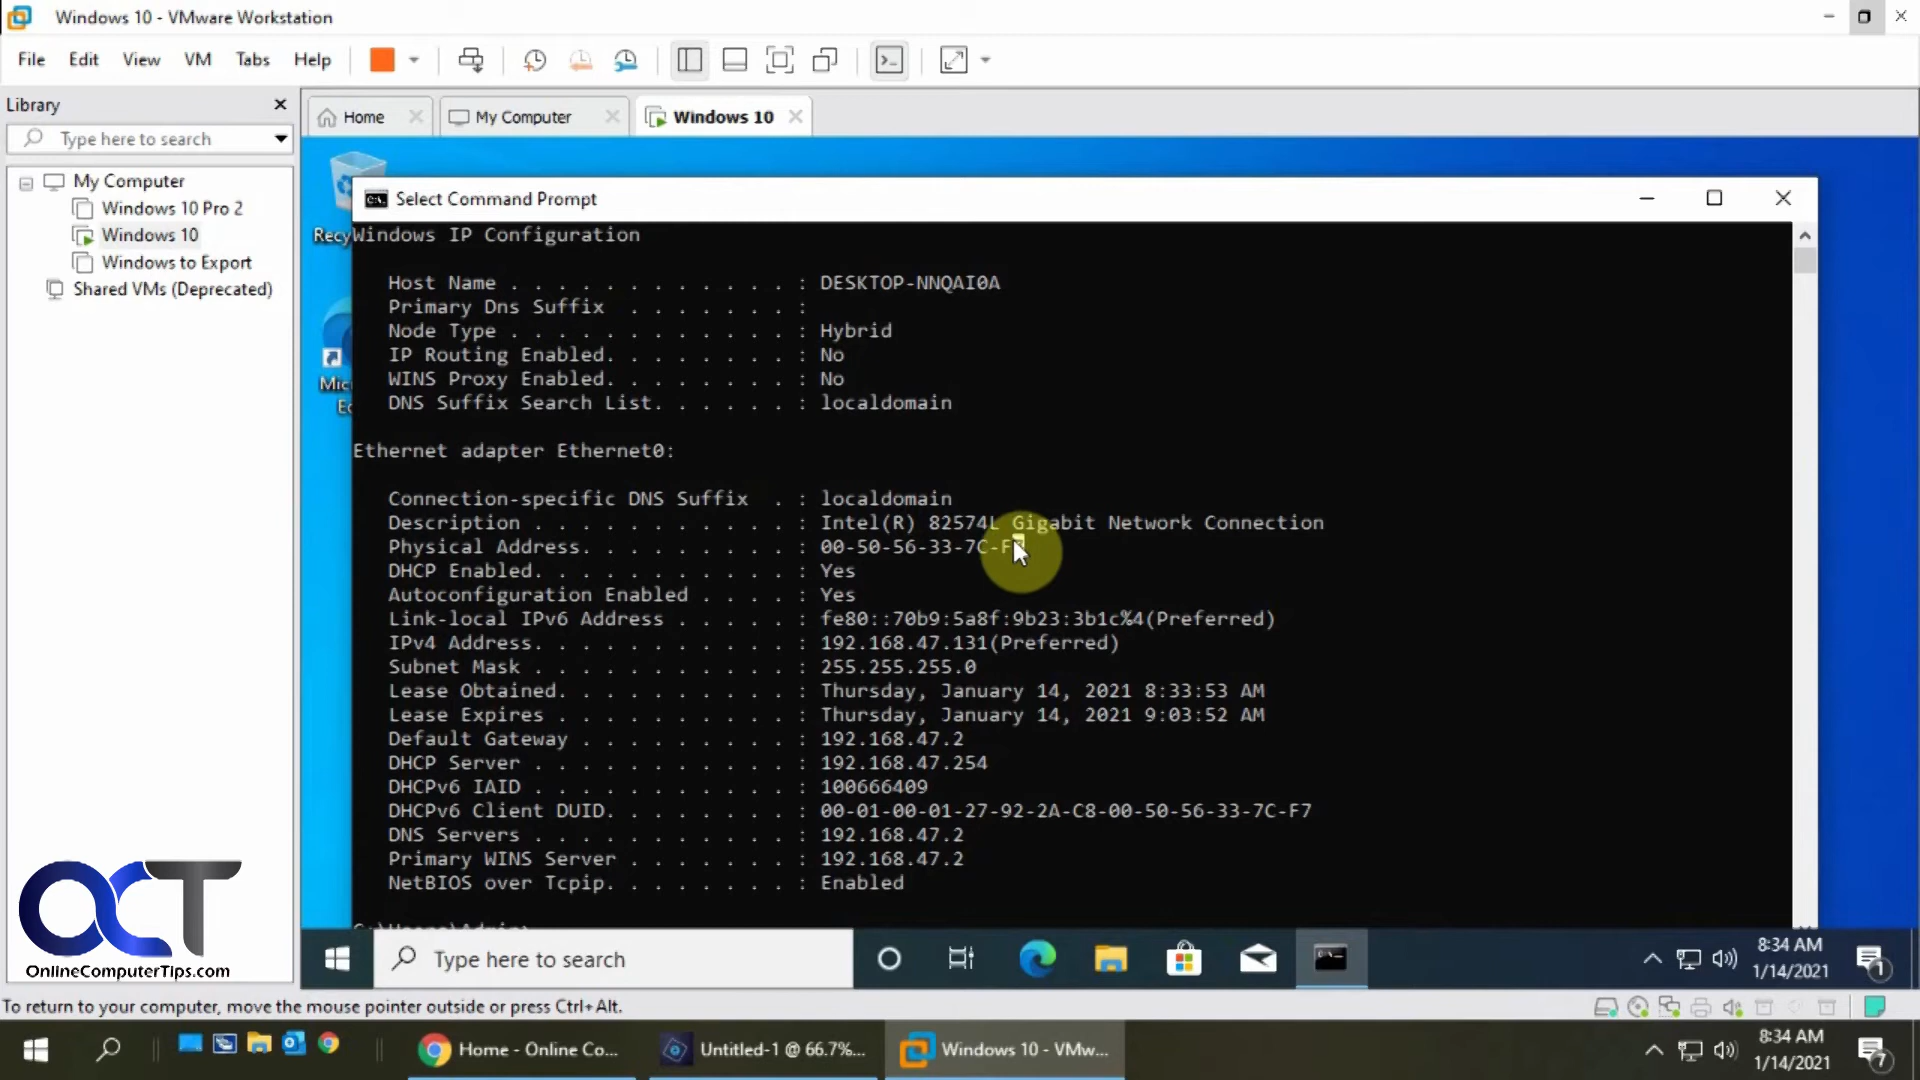 Windows 10 - VMware Workstation
File Edit View VM Tabs Help
Library
Type here to search
My Computer
Windows 10 Pro 2
Windows 10
Windows to Export
Shared VMs (Deprecated)
Home
My Computer
Windows 10
Recy
Mic
Ec
Select Command Prompt
Windows IP Configuration
Host Name . . . . . . . . . . . . : DESKTOP-NNQAI0A
Primary Dns Suffix . . . . . . . :
Node Type . . . . . . . . . . . . : Hybrid
IP Routing Enabled. . . . . . . . : No
WINS Proxy Enabled. . . . . . . . : No
DNS Suffix Search List. . . . . . : localdomain
Ethernet adapter Ethernet0:
Connection-specific DNS Suffix . : localdomain
Description . . . . . . . . . . . : Intel(R) 82574L Gigabit Network Connection
Physical Address. . . . . . . . . : 00-50-56-33-7C-F
DHCP Enabled. . . . . . . . . . . : Yes
Autoconfiguration Enabled . . . . : Yes
Link-local IPv6 Address . . . . . : fe80::70b9:5a8f:9b23:3b1c%4(Preferred)
IPv4 Address. . . . . . . . . . . : 192.168.47.131(Preferred)
Subnet Mask . . . . . . . . . . . : 255.255.255.0
Lease Obtained. . . . . . . . . . : Thursday, January 14, 2021 8:33:53 AM
Lease Expires . . . . . . . . . . : Thursday, January 14, 2021 9:03:52 AM
Default Gateway . . . . . . . . . : 192.168.47.2
DHCP Server . . . . . . . . . . . : 192.168.47.254
DHCPv6 IAID . . . . . . . . . . . : 100666409
DHCPv6 Client DUID. . . . . . . . : 00-01-00-01-27-92-2A-C8-00-50-56-33-7C-F7
DNS Servers . . . . . . . . . . . : 192.168.47.2
Primary WINS Server . . . . . . . : 192.168.47.2
NetBIOS over Tcpip. . . . . . . . : Enabled
OCT
OnlineComputerTips.com
Type here to search
8:34 AM
1/14/2021
1
To return to your computer, move the mouse pointer outside or press Ctrl+Alt.
Home - Online Co...
Untitled-1 @ 66.7%...
Windows 10 - VMw...
8:34 AM
1/14/2021
7